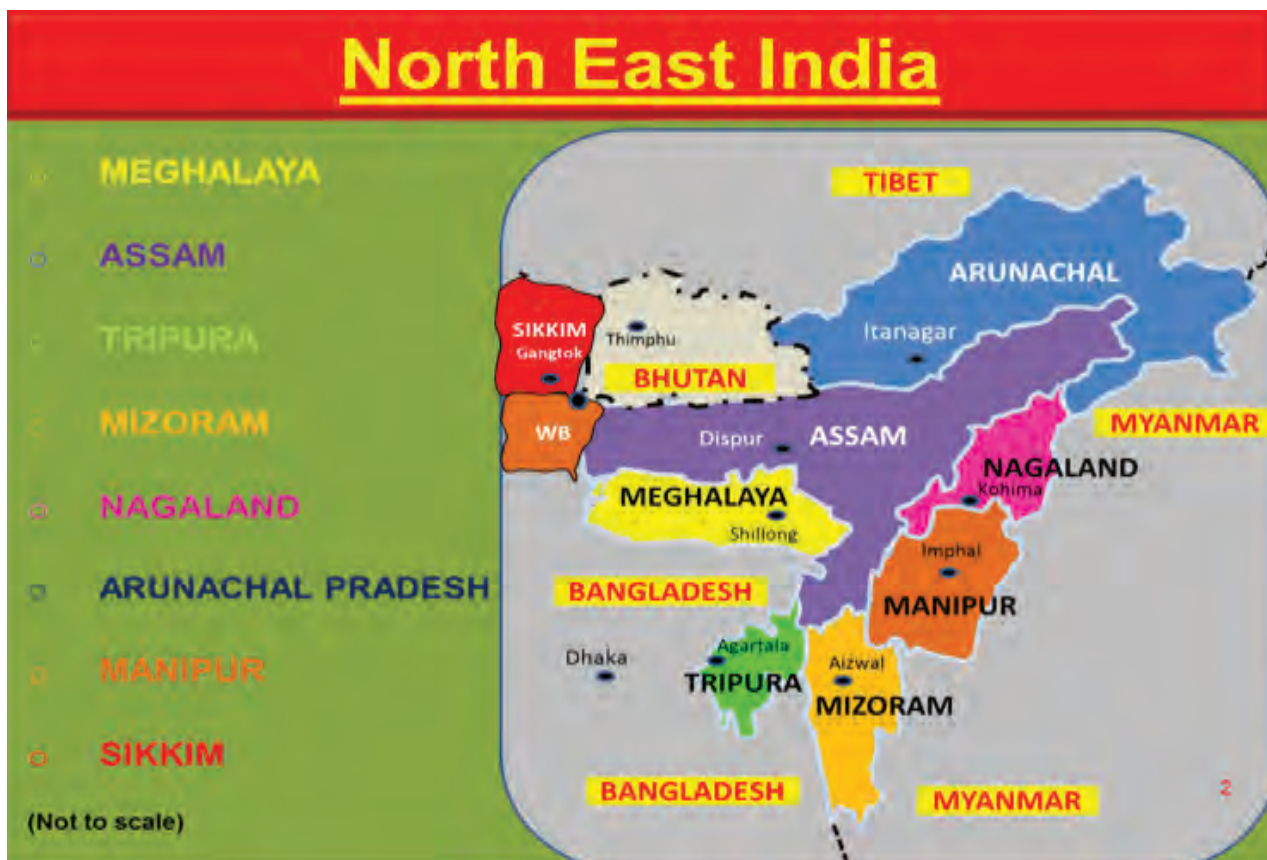 North East India
MEGHALAYA
ASSAM
TRIPURA
MIZORAM
NAGALAND
ARUNACHAL PRADESH
MANIPUR
SIKKIM
(Not to scale)
TIBET
ARUNACHAL
Itanagar
SIKKIM
Gangtok
Thimphu
BHUTAN
MYANMAR
WB
Dispur
ASSAM
NAGALAND
Kohima
MEGHALAYA
Shillong
Imphal
MANIPUR
BANGLADESH
Dhaka
Agartala
TRIPURA
Aizwal
MIZORAM
BANGLADESH
MYANMAR
2